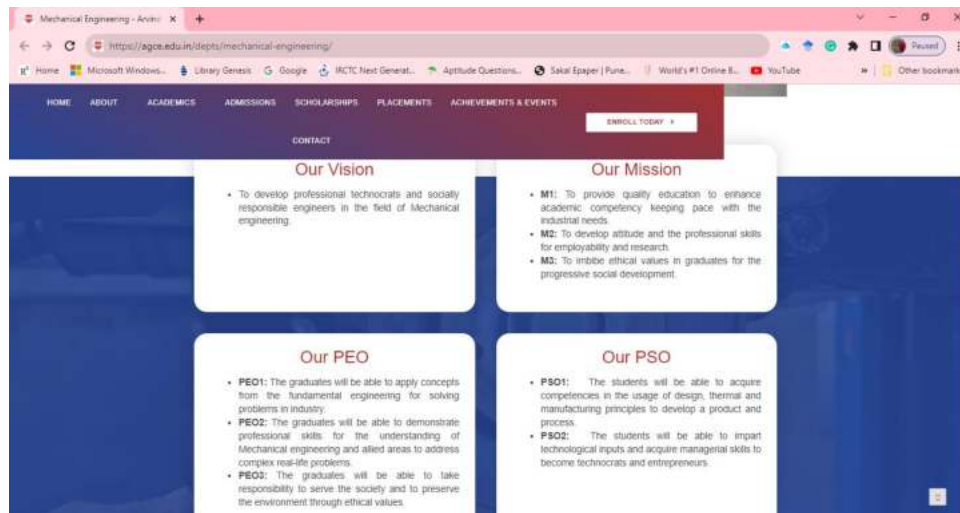 Mechanical Engineering - Arvind
https://agce.edu.in/depts/mechanical-engineering/
Paused
Home Microsoft Windows... Library Genesis Google IRCTC Next Generat... Aptitude Questions... Sakal Epaper | Pune... World's #1 Online B... YouTube » Other bookmark
HOME ABOUT ACADEMICS ADMISSIONS SCHOLARSHIPS PLACEMENTS ACHIEVEMENTS & EVENTS
ENROLL TODAY
CONTACT
Our Vision
• To develop professional technocrats and socially
responsible engineers in the field of Mechanical
engineering.
Our Mission
• M1: To provide quality education to enhance
academic competency keeping pace with the
industrial needs.
• M2: To develop attitude and the professional skills
for employability and research.
• M3: To imbibe ethical values in graduates for the
progressive social development.
Our PEO
• PEO1: The graduates will be able to apply concepts
from the fundamental engineering for solving
problems in industry.
• PEO2: The graduates will be able to demonstrate
professional skills for the understanding of
Mechanical engineering and allied areas to address
complex real-life problems.
• PEO3: The graduates will be able to take
responsibility to serve the society and to preserve
the environment through ethical values
Our PSO
• PSO1: The students will be able to acquire
competencies in the usage of design, thermal and
manufacturing principles to develop a product and
process.
• PSO2: The students will be able to impart
technological inputs and acquire managerial skills to
become technocrats and entrepreneurs.